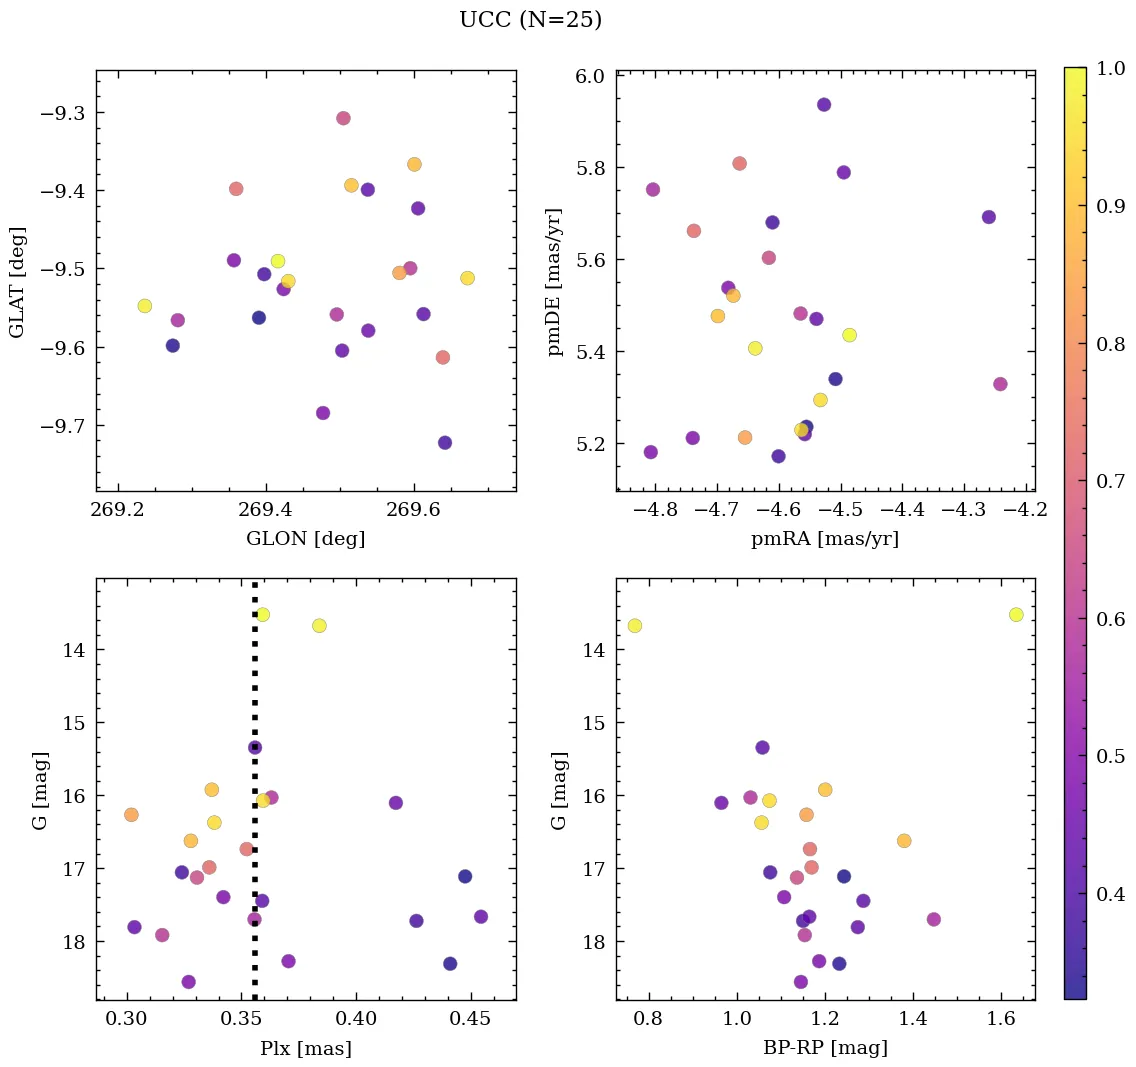 UCC (N=25)
−9.3
−9.4
−9.5
−9.6
−9.7
GLAT [deg]
269.2 269.4 269.6
GLON [deg]
6.0
5.8
5.6
5.4
5.2
pmDE [mas/yr]
−4.8 −4.7 −4.6 −4.5 −4.4 −4.3 −4.2
pmRA [mas/yr]
14
15
16
17
18
G [mag]
0.30 0.35 0.40 0.45
Plx [mas]
14
15
16
17
18
G [mag]
0.8 1.0 1.2 1.4 1.6
BP-RP [mag]
1.0
0.9
0.8
0.7
0.6
0.5
0.4